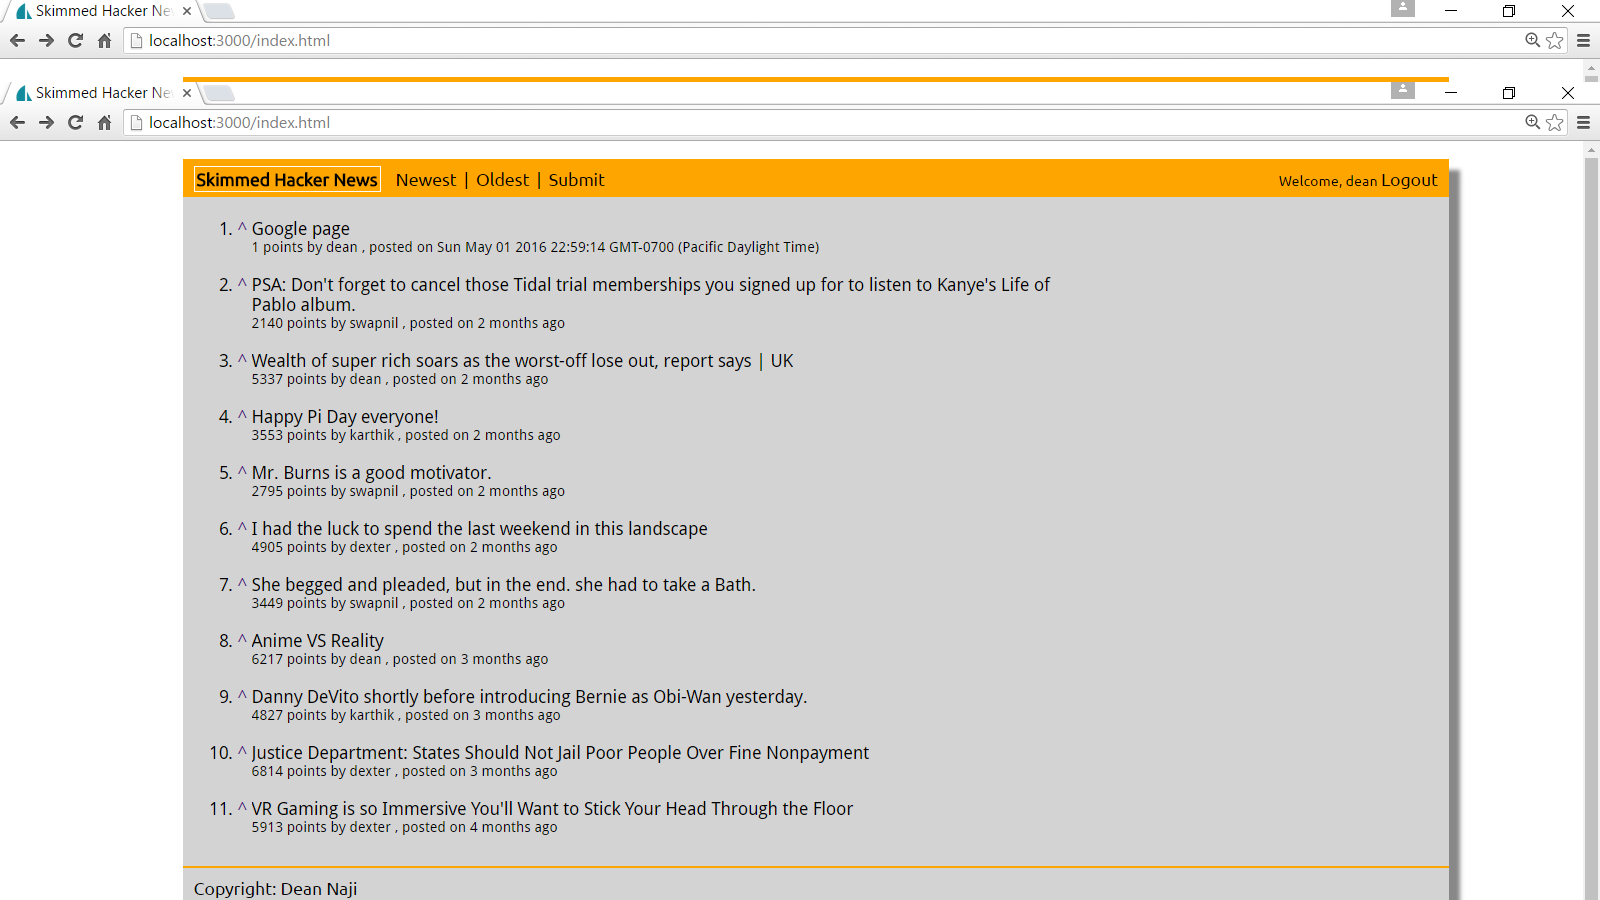 Skimmed Hacker Ne
localhost:3000/index.html
Skimmed Hacker Ne
localhost:3000/index.html
Skimmed Hacker News Newest | Oldest | Submit Welcome, dean Logout
1. ^ Google page
1 points by dean , posted on Sun May 01 2016 22:59:14 GMT-0700 (Pacific Daylight Time)
2. ^ PSA: Don't forget to cancel those Tidal trial memberships you signed up for to listen to Kanye's Life of
Pablo album.
2140 points by swapnil , posted on 2 months ago
3. ^ Wealth of super rich soars as the worst-off lose out, report says | UK
5337 points by dean , posted on 2 months ago
4. ^ Happy Pi Day everyone!
3553 points by karthik , posted on 2 months ago
5. ^ Mr. Burns is a good motivator.
2795 points by swapnil , posted on 2 months ago
6. ^ I had the luck to spend the last weekend in this landscape
4905 points by dexter , posted on 2 months ago
7. ^ She begged and pleaded, but in the end. she had to take a Bath.
3449 points by swapnil , posted on 2 months ago
8. ^ Anime VS Reality
6217 points by dean , posted on 3 months ago
9. ^ Danny DeVito shortly before introducing Bernie as Obi-Wan yesterday.
4827 points by karthik , posted on 3 months ago
10. ^ Justice Department: States Should Not Jail Poor People Over Fine Nonpayment
6814 points by dexter , posted on 3 months ago
11. ^ VR Gaming is so Immersive You'll Want to Stick Your Head Through the Floor
5913 points by dexter , posted on 4 months ago
Copyright: Dean Naji